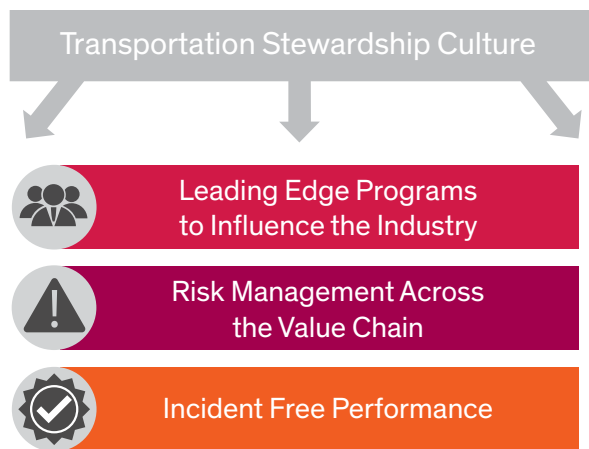 Transportation Stewardship Culture
Leading Edge Programs
to Influence the Industry
Risk Management Across
the Value Chain
Incident Free Performance